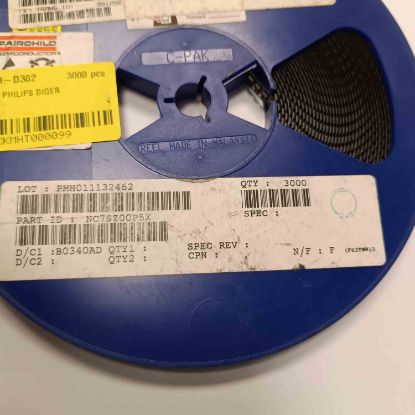 FAIRCHILD
SEMICONDUCTOR
-D302 3000 pcs
PHILIPS DIGER
CKMHT000099
C-PAK
REEL MADE IN MALAYSIA
LOT : PMH011132462 QTY : 3000
PART ID : NC7SZ00P5X SPEC :
D/C1 :B0340AD QTY1 : SPEC REV :
D/C2 : QTY2 : CPN : N/F : F